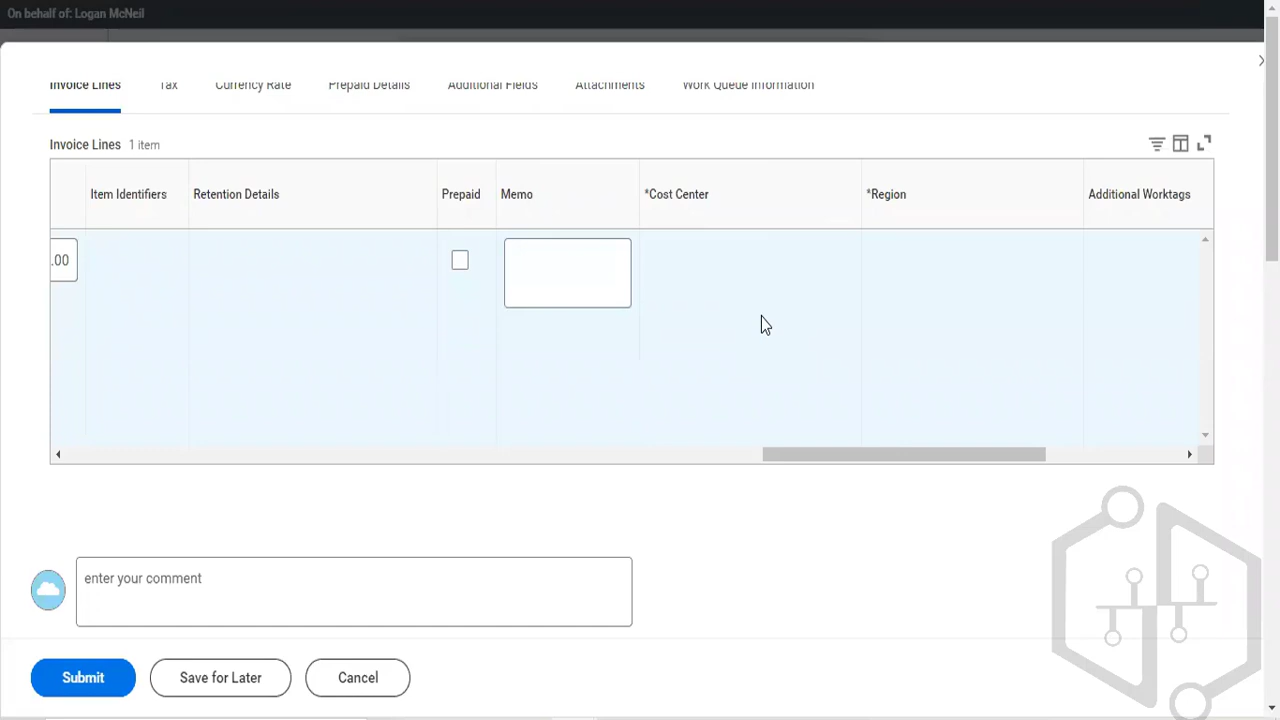 On behalf of: Logan McNeil
Invoice Lines Tax Currency Rate Prepaid Details Additional Fields Attachments Work Queue Information
Invoice Lines 1 item
Item Identifiers Retention Details Prepaid Memo *Cost Center *Region Additional Worktags
.00
enter your comment
Submit Save for Later Cancel